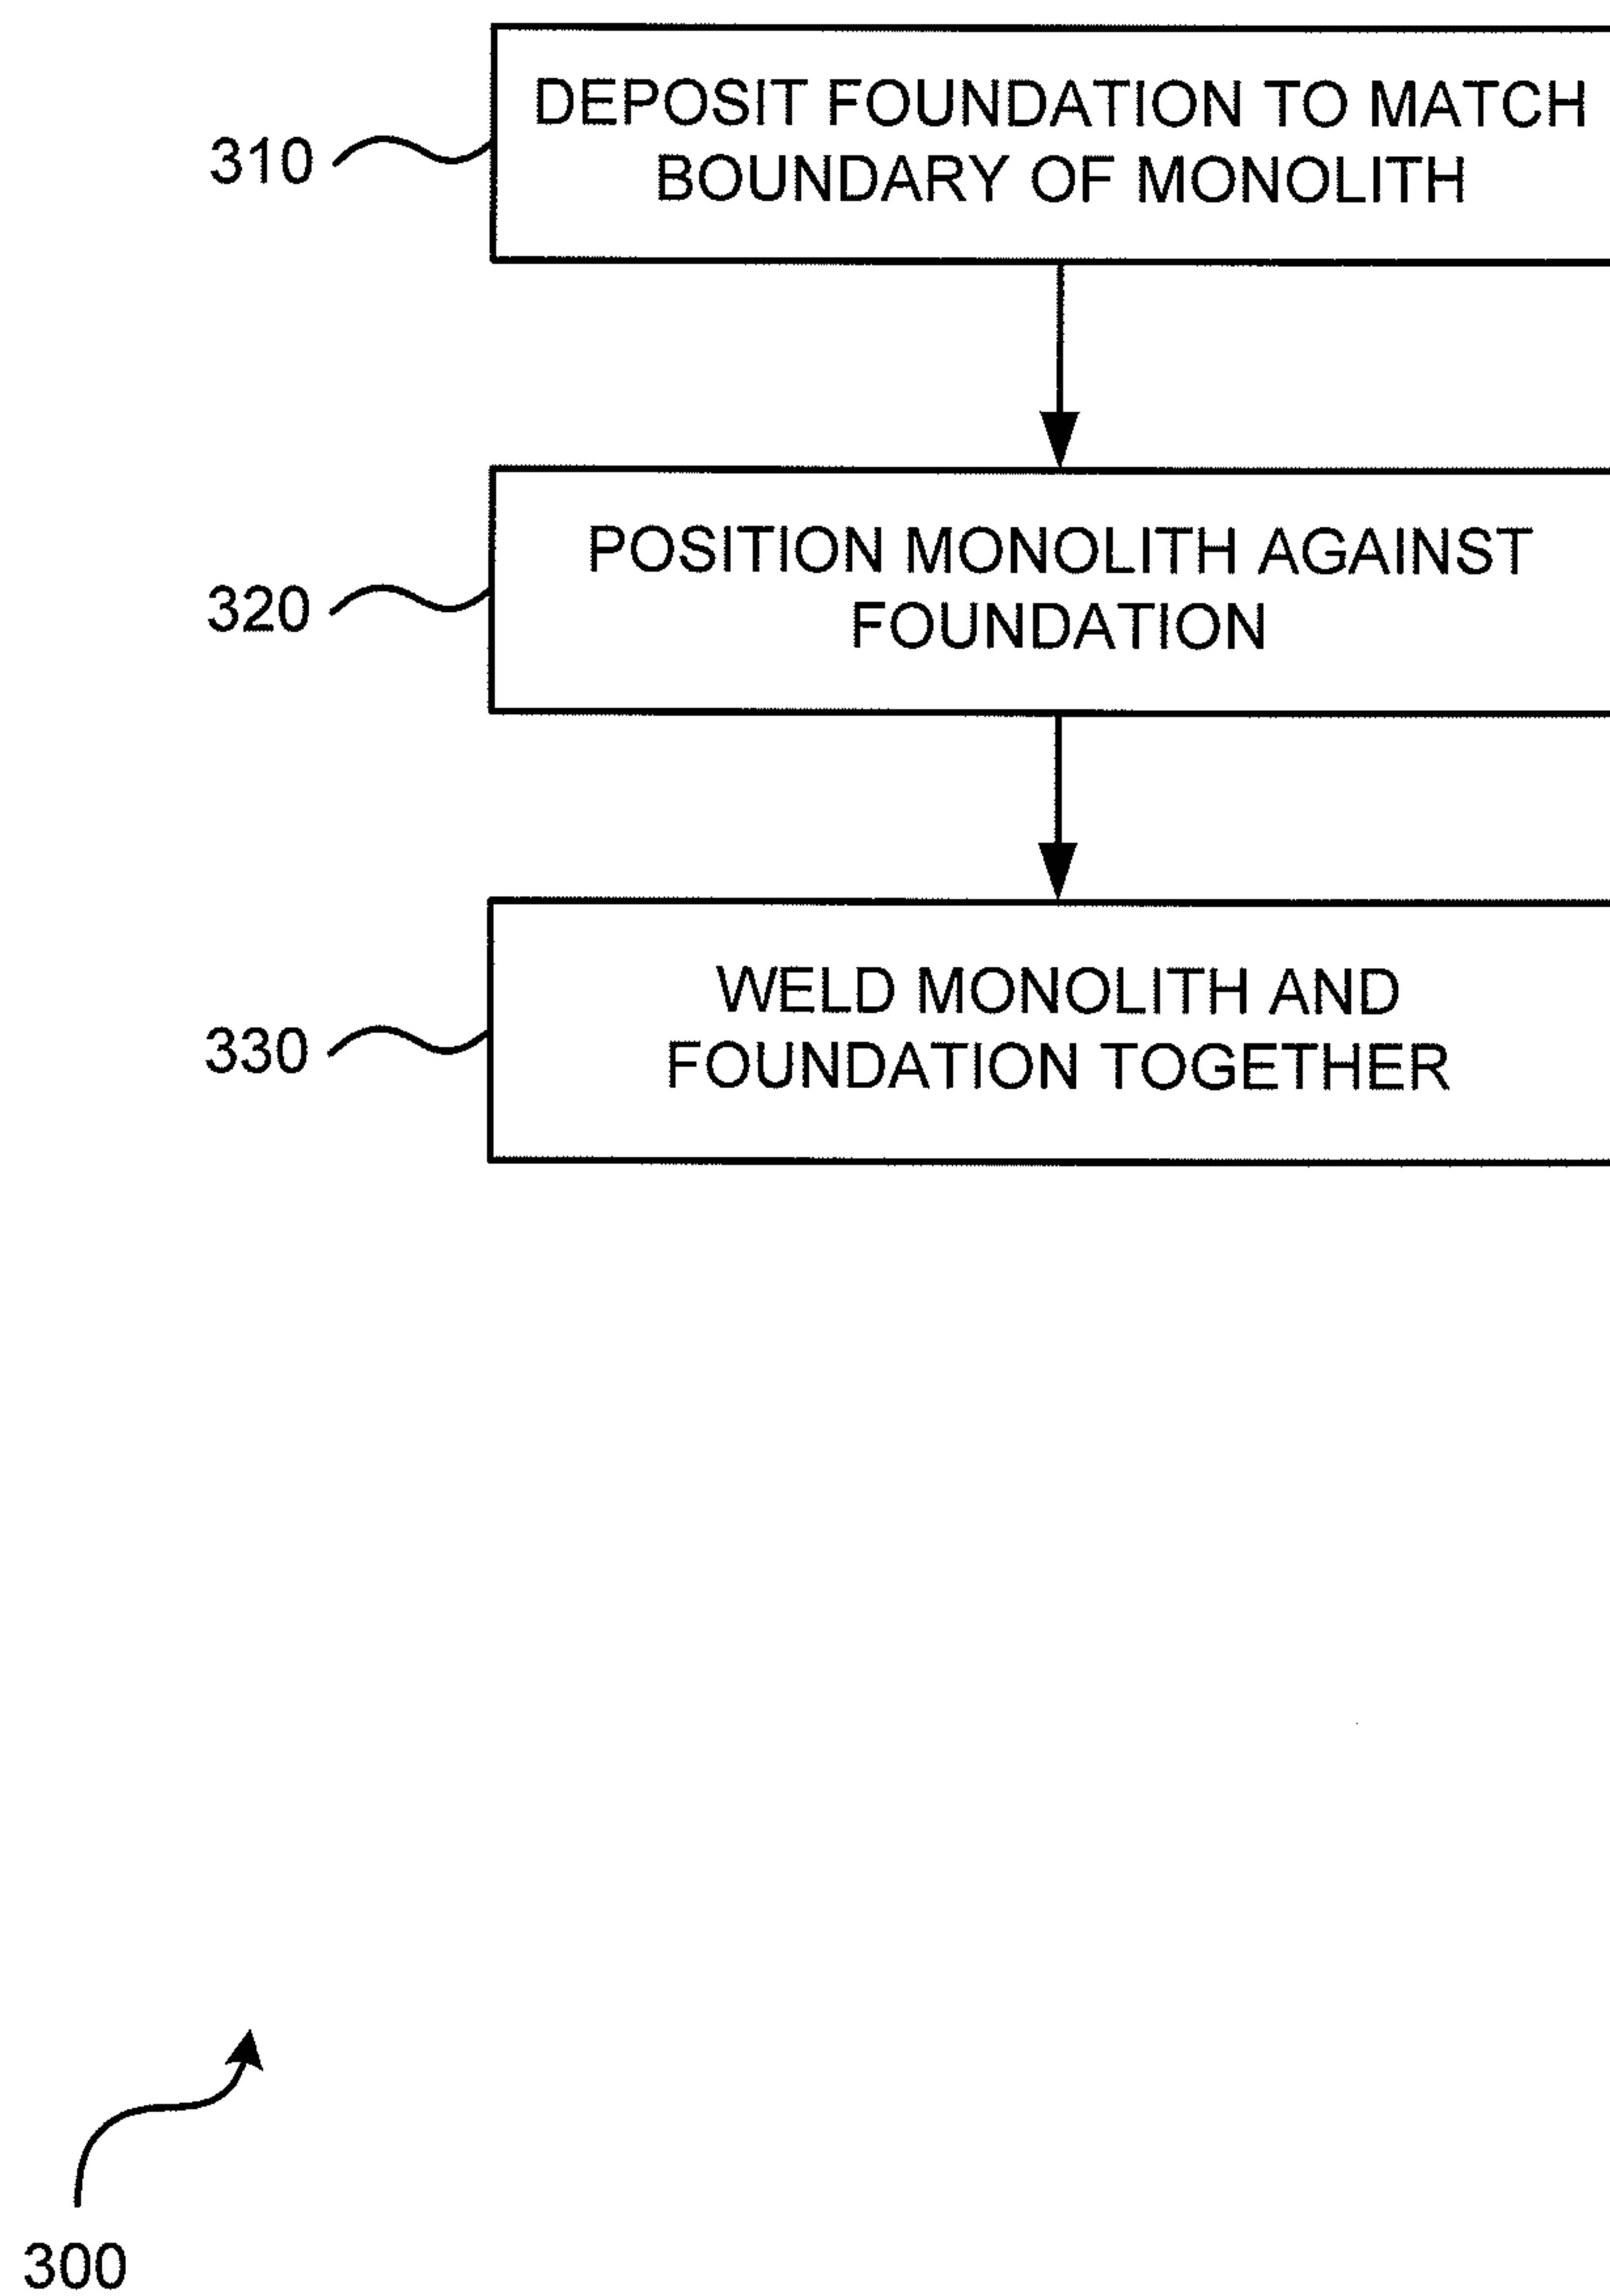 DEPOSIT FOUNDATION TO MATCH
BOUNDARY OF MONOLITH
310
POSITION MONOLITH AGAINST
FOUNDATION
320
WELD MONOLITH AND
FOUNDATION TOGETHER
330
300